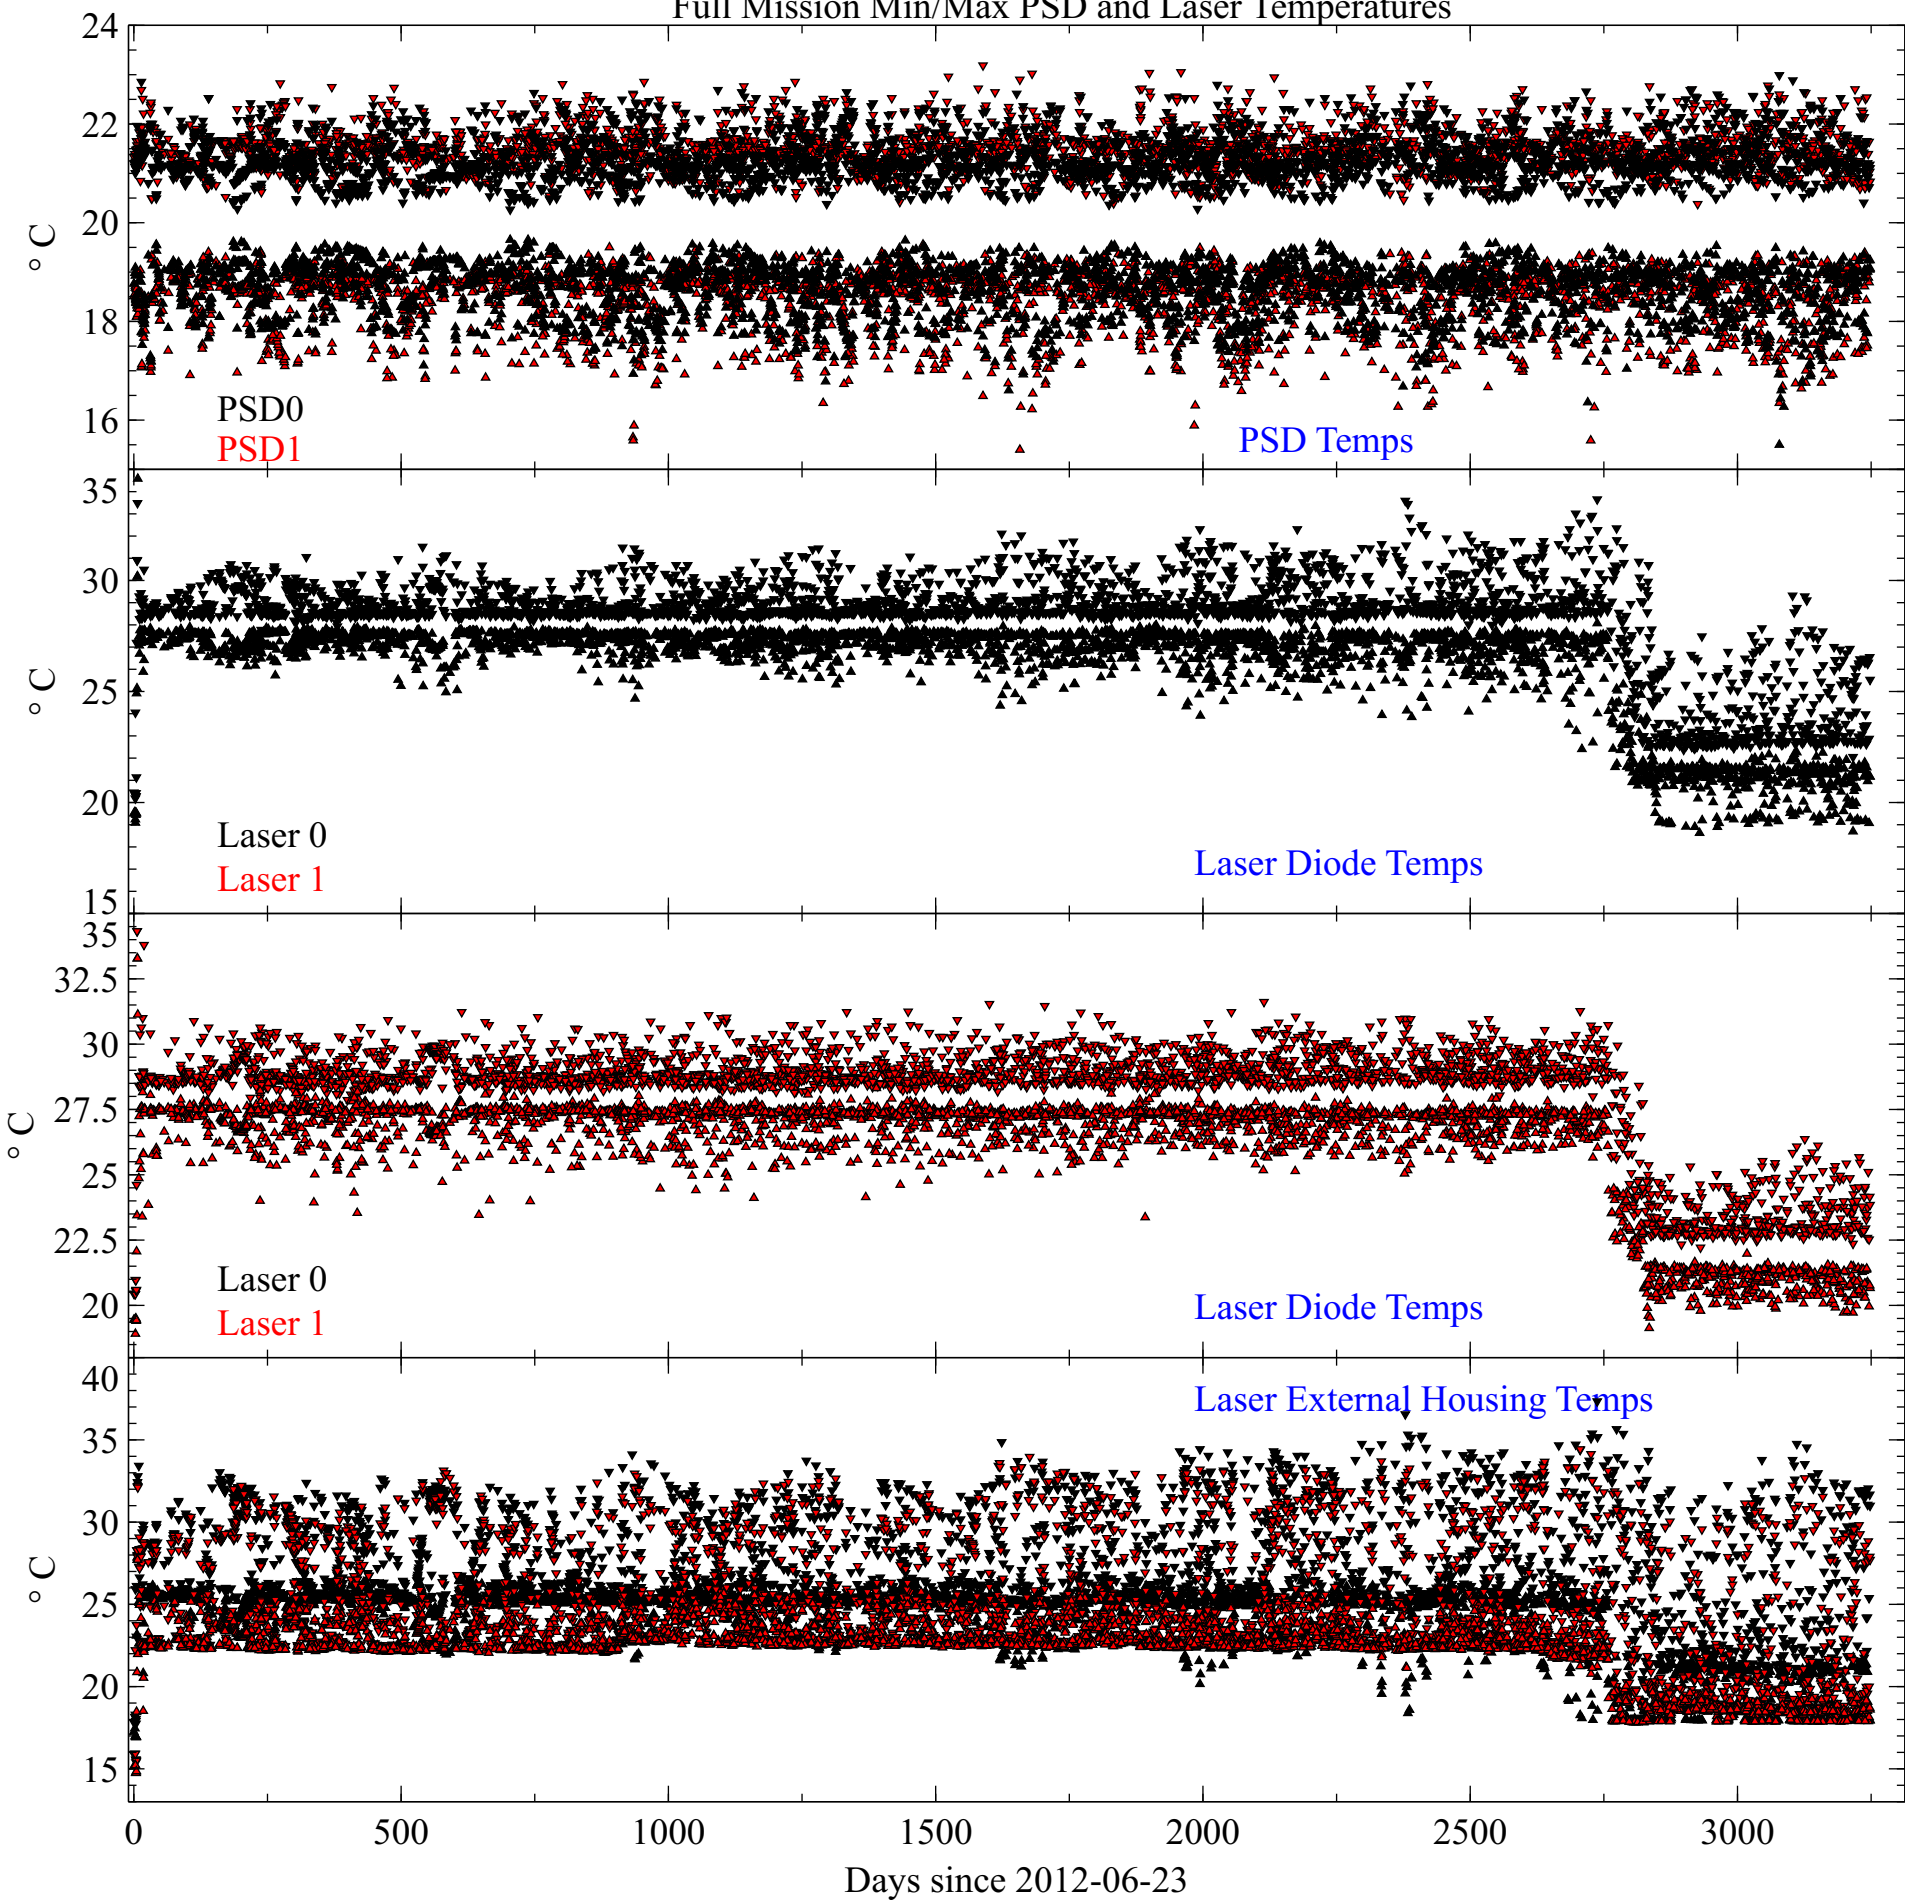 Full Mission Min/Max PSD and Laser Temperatures
24
22
20
18
16
° C
PSD0
PSD1
PSD Temps
35
30
25
20
15
° C
Laser 0
Laser 1
Laser Diode Temps
35
32.5
30
27.5
25
22.5
20
° C
Laser 0
Laser 1
Laser Diode Temps
40
35
30
25
20
15
° C
Laser External Housing Temps
0 500 1000 1500 2000 2500 3000
Days since 2012-06-23